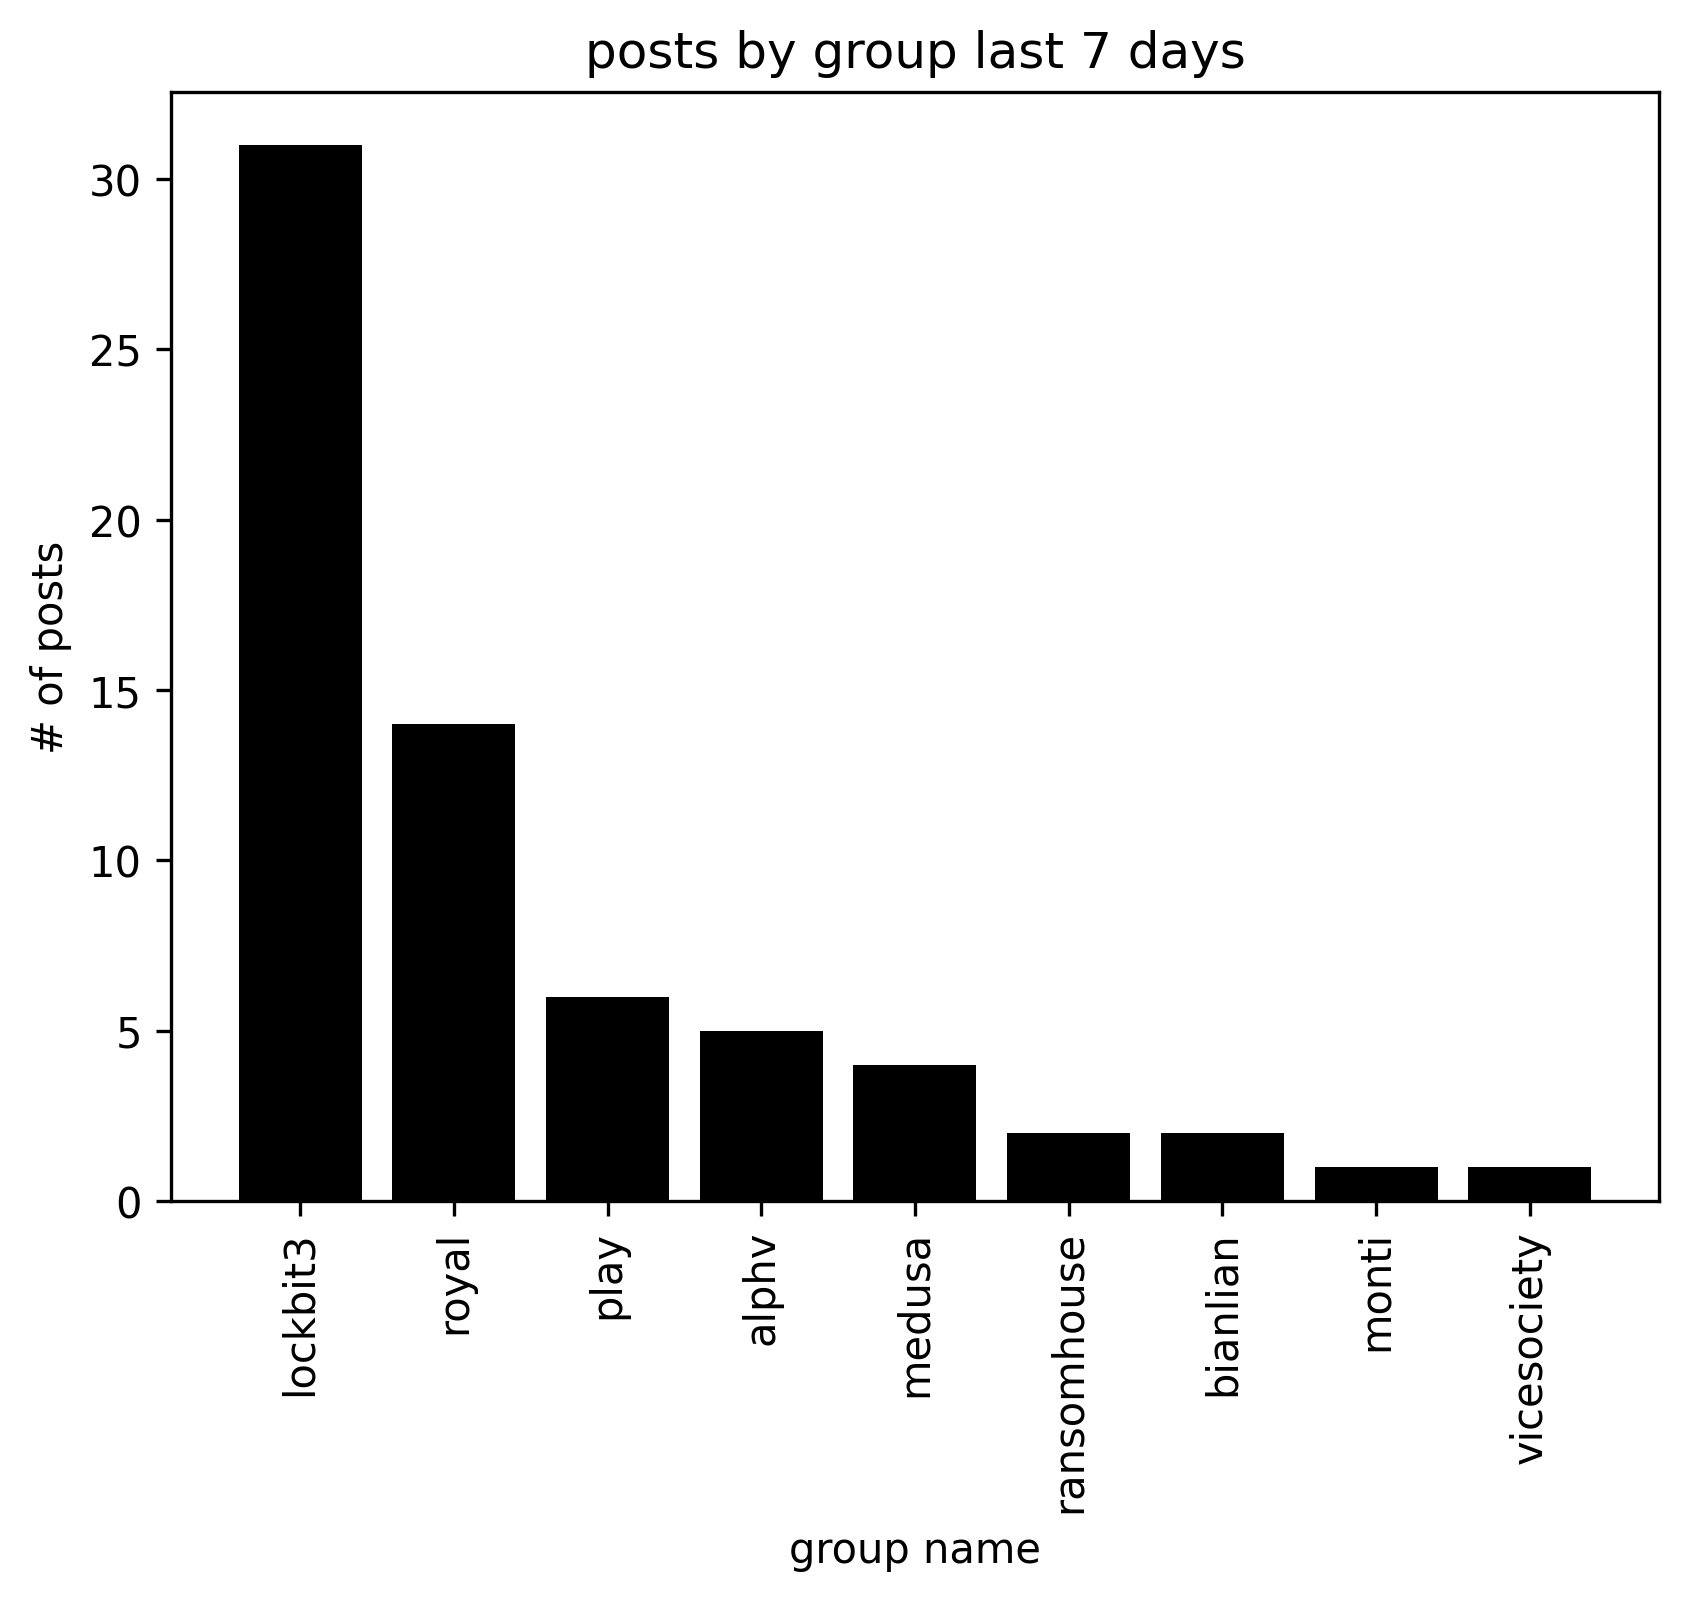 posts by group last 7 days
30
25
20
15
10
5
0
# of posts
lockbit3
royal
play
alphv
medusa
ransomhouse
bianlian
monti
vicesociety
group name